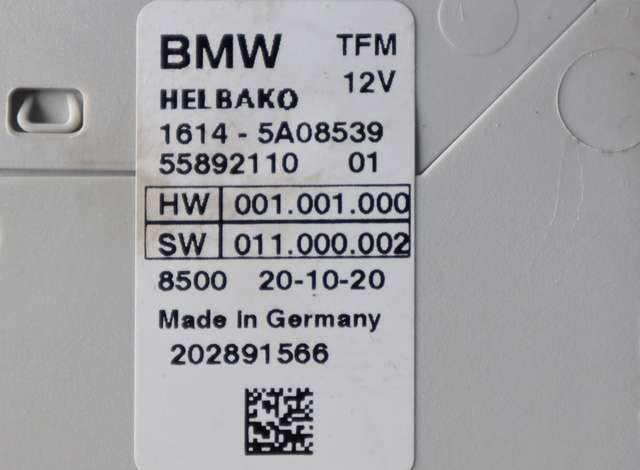 BMW TFM
HELBAKO 12V
1614 - 5A08539
55892110 01
HW 001.001.000
SW 011.000.002
8500 20-10-20
Made in Germany
202891566